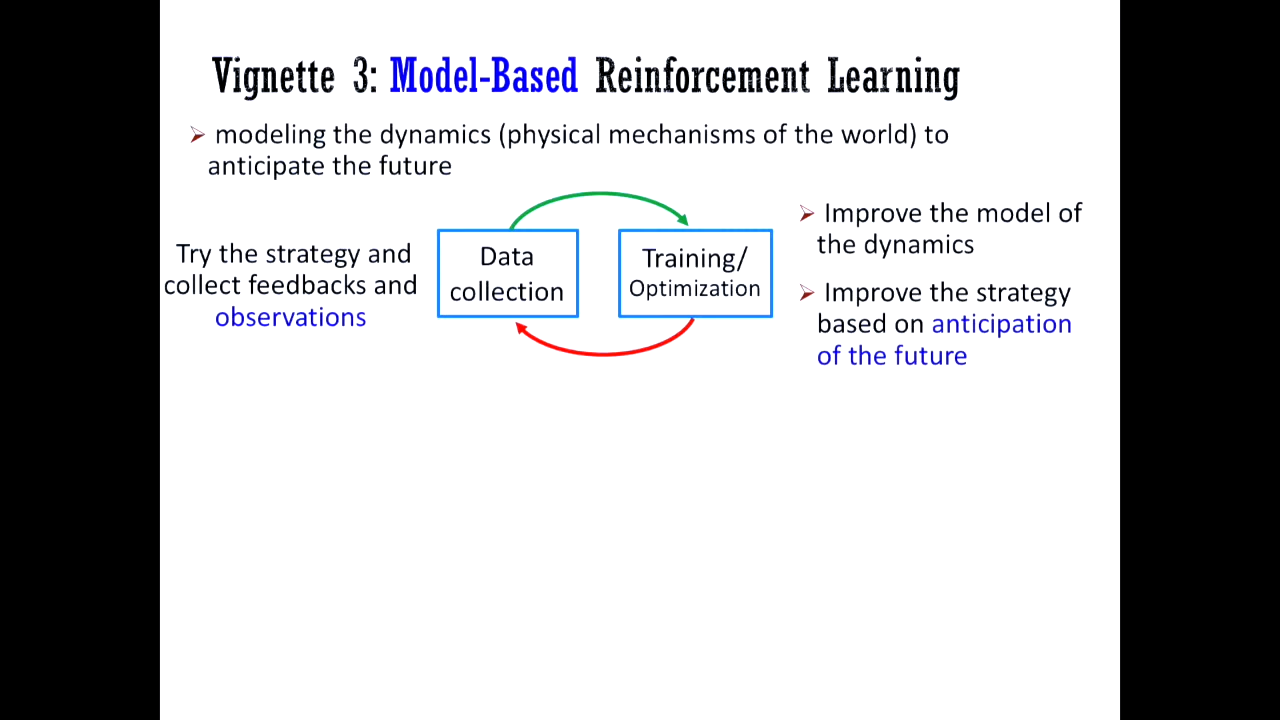 Vignette 3: Model-Based Reinforcement Learning
➢ modeling the dynamics (physical mechanisms of the world) to
anticipate the future
Try the strategy and
collect feedbacks and
observations
Data
collection
Training/
Optimization
➢ Improve the model of
the dynamics
➢ Improve the strategy
based on anticipation
of the future